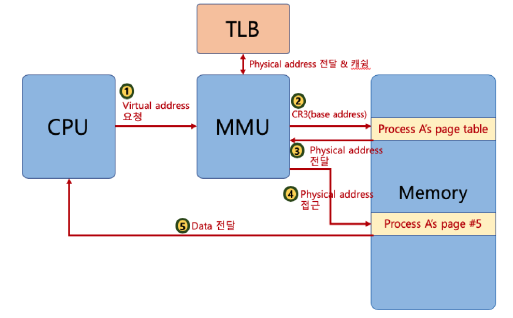 TLB
Physical address 전달 & 캐쉬
CPU
1
Virtual address
요청
MMU
2
CR3(base address)
Process A's page table
3
Physical address
전달
4
Physical address
접근
Memory
Process A's page #5
5
Data 전달